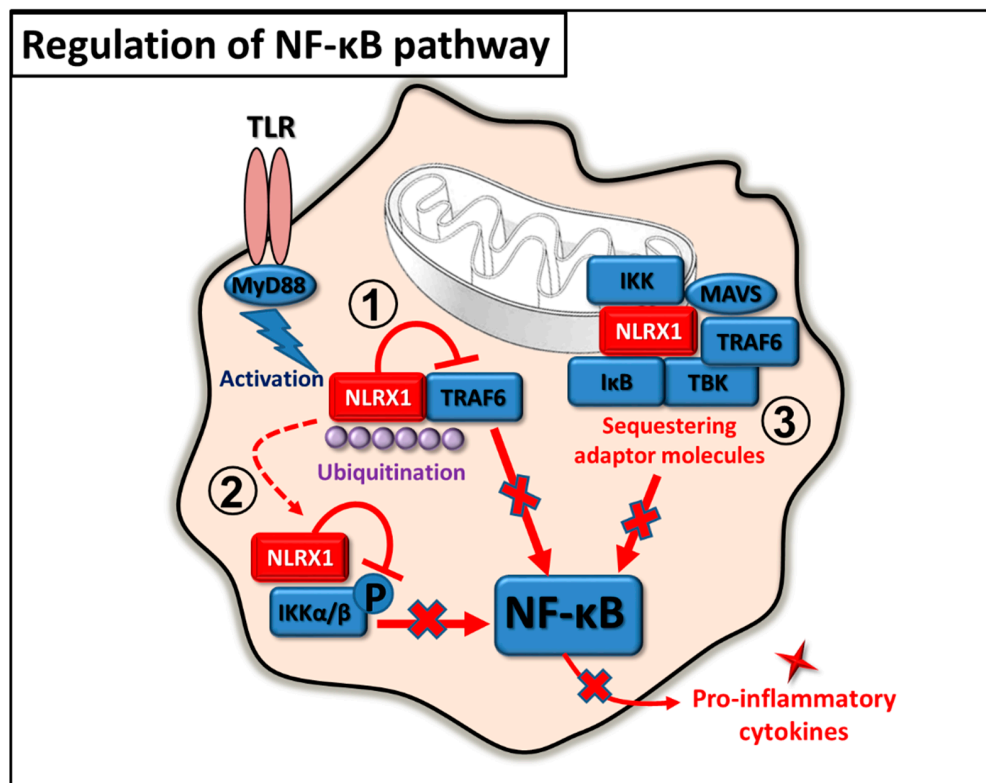 Regulation of NF-κB pathway
TLR
MyD88
Activation
1
NLRX1
TRAF6
Ubiquitination
2
NLRX1
IKKα/β
P
IKK
MAVS
NLRX1
TRAF6
IκB
TBK
3
Sequestering
adaptor molecules
NF-κB
Pro-inflammatory
cytokines